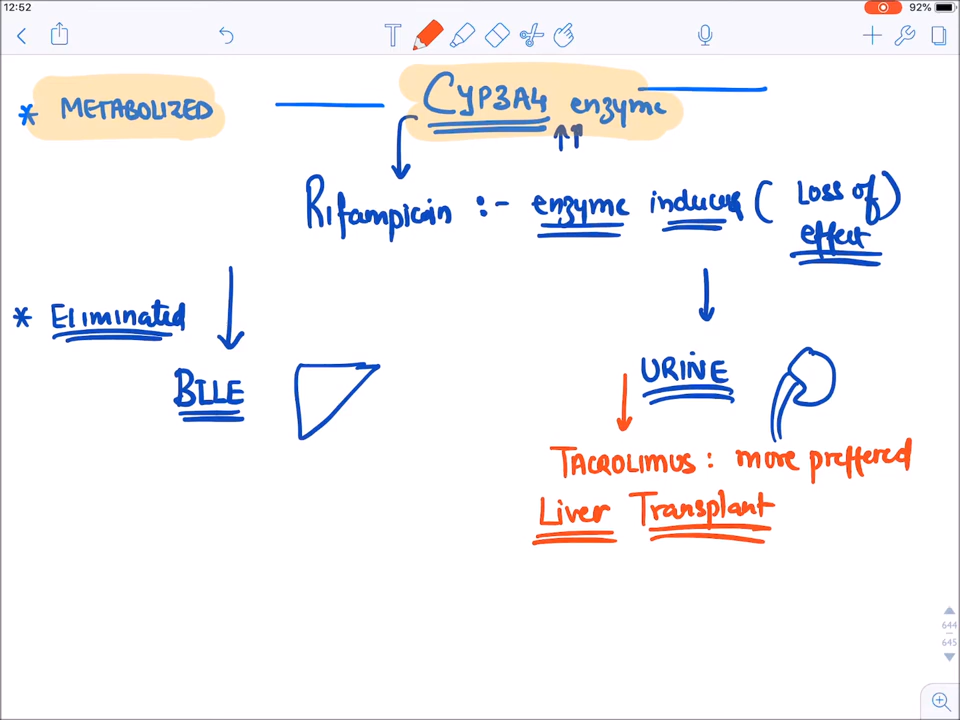 12:52
92%
T
* METABOLIZED
CYP3A4 enzyme
Rifampicin :- enzyme inducer (Loss of
effect)
* Eliminated
BILE
URINE
TACROLIMUS : more preffered
Liver Transplant
644
645